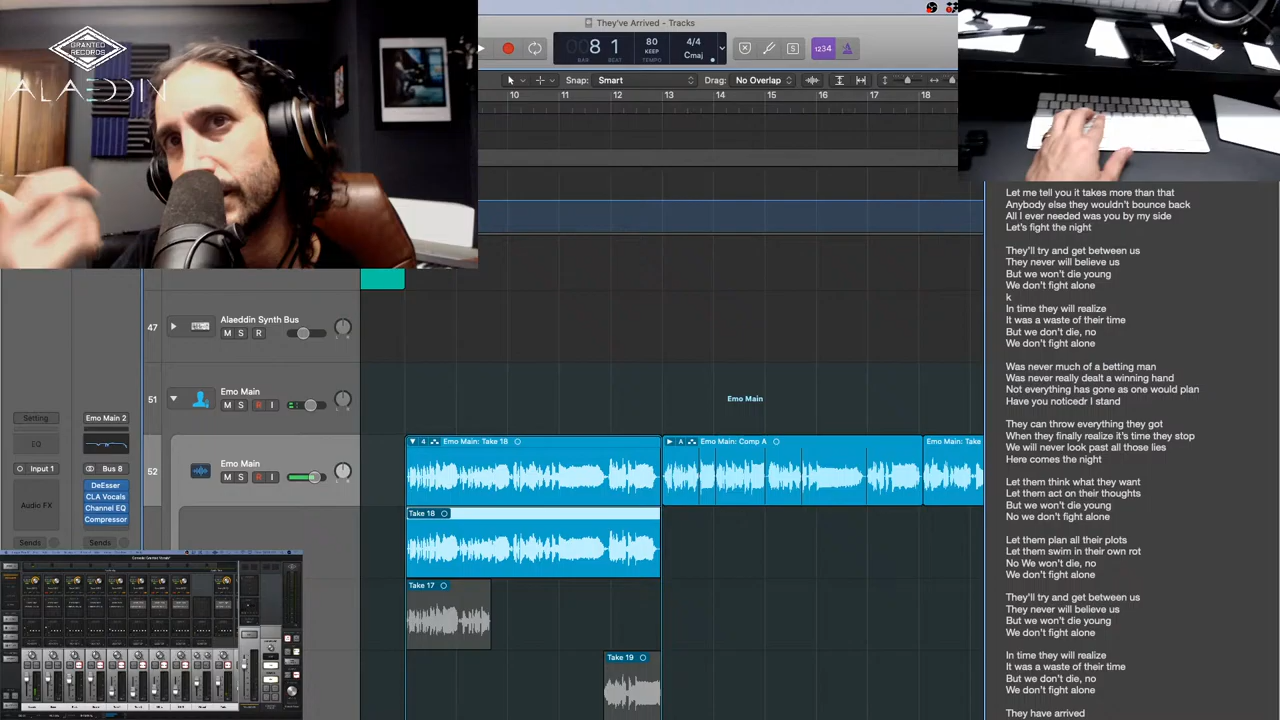 GRANTED
RECORDS
ALAEDDIN
They've Arrived - Tracks
8 1
BAR
BEAT
80
TEMPO
4/4
Cmaj
S
1234
Snap:
Smart
Drag:
No Overlap
10
11
12
13
14
15
16
17
18
47
Alaeddin Synth Bus
M
S
R
51
Emo Main
M
S
R
I
Emo Main
52
Emo Main
M
S
R
I
4
Emo Main: Take 18
A
Emo Main: Comp A
Emo Main: Take
Take 18
Take 17
Take 19
Setting
EQ
Input 1
Audio FX
Sends
Emo Main 2
Bus 8
DeEsser
CLA Vocals
Channel EQ
Compressor
Sends
Let me tell you it takes more than that
Anybody else they wouldn't bounce back
All I ever needed was you by my side
Let's fight the night
They'll try and get between us
They never will believe us
But we won't die young
We don't fight alone
k
In time they will realize
It was a waste of their time
But we don't die, no
We don't fight alone
Was never much of a betting man
Was never really dealt a winning hand
Not everything has gone as one would plan
Have you noticedr I stand
They can throw everything they got
When they finally realize it's time they stop
We will never look past all those lies
Here comes the night
Let them think what they want
Let them act on their thoughts
But we won't die young
No we don't fight alone
Let them plan all their plots
Let them swim in their own rot
No We won't die, no
We don't fight alone
They'll try and get between us
They never will believe us
But we won't die young
We don't fight alone
In time they will realize
It was a waste of their time
But we don't die, no
We don't fight alone
They have arrived